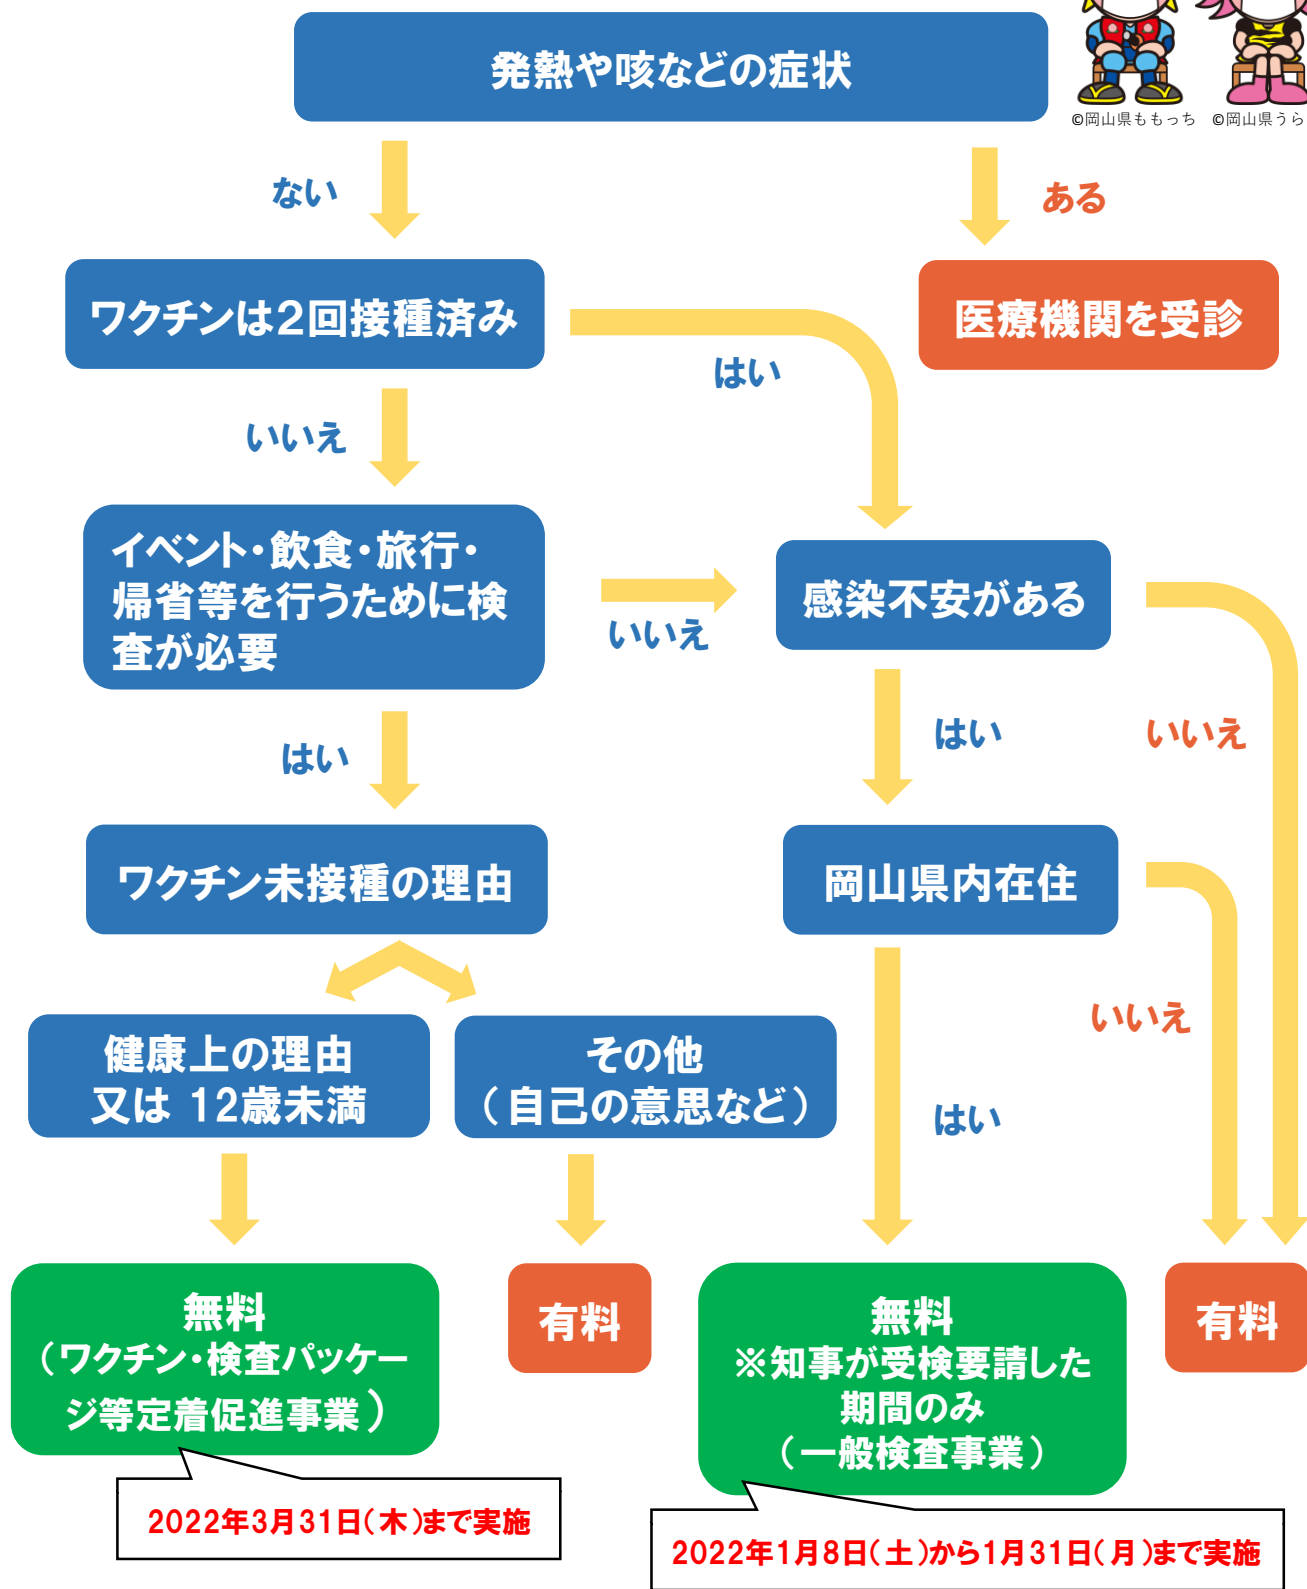 発熱や咳などの症状
©岡山県ももっち ©岡山県うら
ない
ある
ワクチンは2回接種済み
医療機関を受診
はい
いいえ
イベント・飲食・旅行・
帰省等を行うために検
査が必要
いいえ
感染不安がある
はい
はい
いいえ
ワクチン未接種の理由
岡山県内在住
いいえ
健康上の理由
又は 12歳未満
その他
(自己の意思など)
はい
無料
(ワクチン・検査パッケー
ジ等定着促進事業)
有料
無料
※知事が受検要請した
期間のみ
(一般検査事業)
有料
2022年3月31日(木)まで実施
2022年1月8日(土)から1月31日(月)まで実施